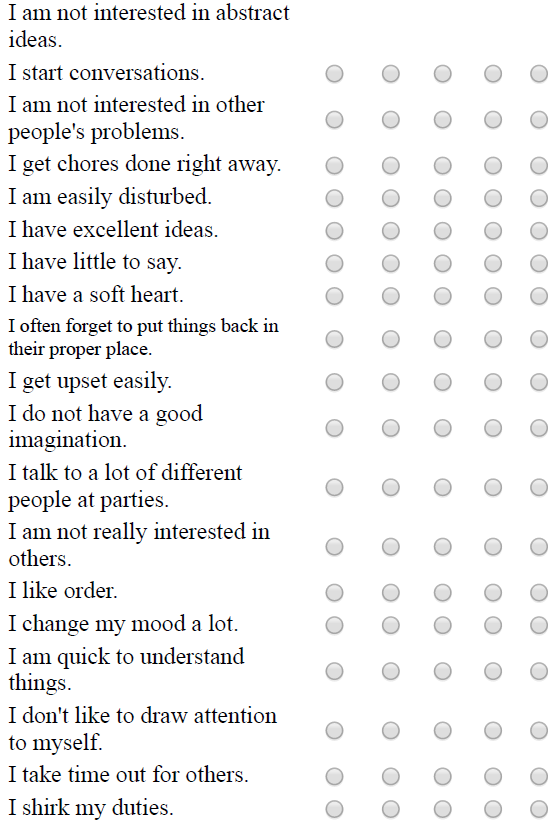 I am not interested in abstract
ideas.
I start conversations.
I am not interested in other
people's problems.
I get chores done right away.
I am easily disturbed.
I have excellent ideas.
I have little to say.
I have a soft heart.
I often forget to put things back in
their proper place.
I get upset easily.
I do not have a good
imagination.
I talk to a lot of different
people at parties.
I am not really interested in
others.
I like order.
I change my mood a lot.
I am quick to understand
things.
I don't like to draw attention
to myself.
I take time out for others.
I shirk my duties.